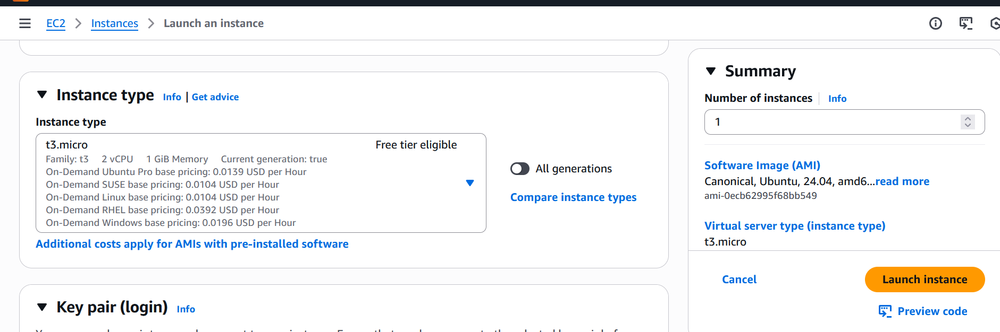 EC2 > Instances > Launch an instance
Instance type Info | Get advice
Instance type
t3.micro Free tier eligible
Family: t3 2 vCPU 1 GiB Memory Current generation: true
On-Demand Ubuntu Pro base pricing: 0.0139 USD per Hour
On-Demand SUSE base pricing: 0.0104 USD per Hour
On-Demand Linux base pricing: 0.0104 USD per Hour
On-Demand RHEL base pricing: 0.0392 USD per Hour
On-Demand Windows base pricing: 0.0196 USD per Hour
All generations
Compare instance types
Additional costs apply for AMIs with pre-installed software
Key pair (login) Info
Summary
Number of instances Info
1
Software Image (AMI)
Canonical, Ubuntu, 24.04, amd6...read more
ami-0ecb62995f68bb549
Virtual server type (instance type)
t3.micro
Cancel
Launch instance
Preview code